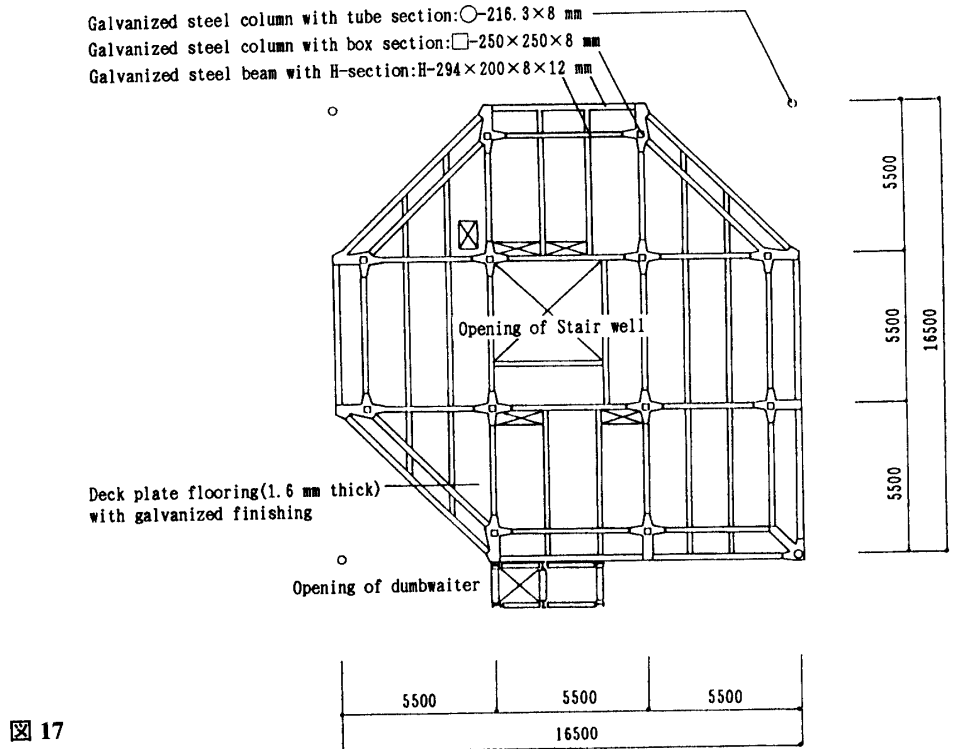 Galvanized steel column with tube section:○-216.3×8 mm
Galvanized steel column with box section:□-250×250×8 mm
Galvanized steel beam with H-section:H-294×200×8×12 mm
5500
5500
16500
5500
Opening of Stair well
Deck plate flooring(1.6 mm thick)
with galvanized finishing
Opening of dumbwaiter
5500
5500
5500
16500
図 17